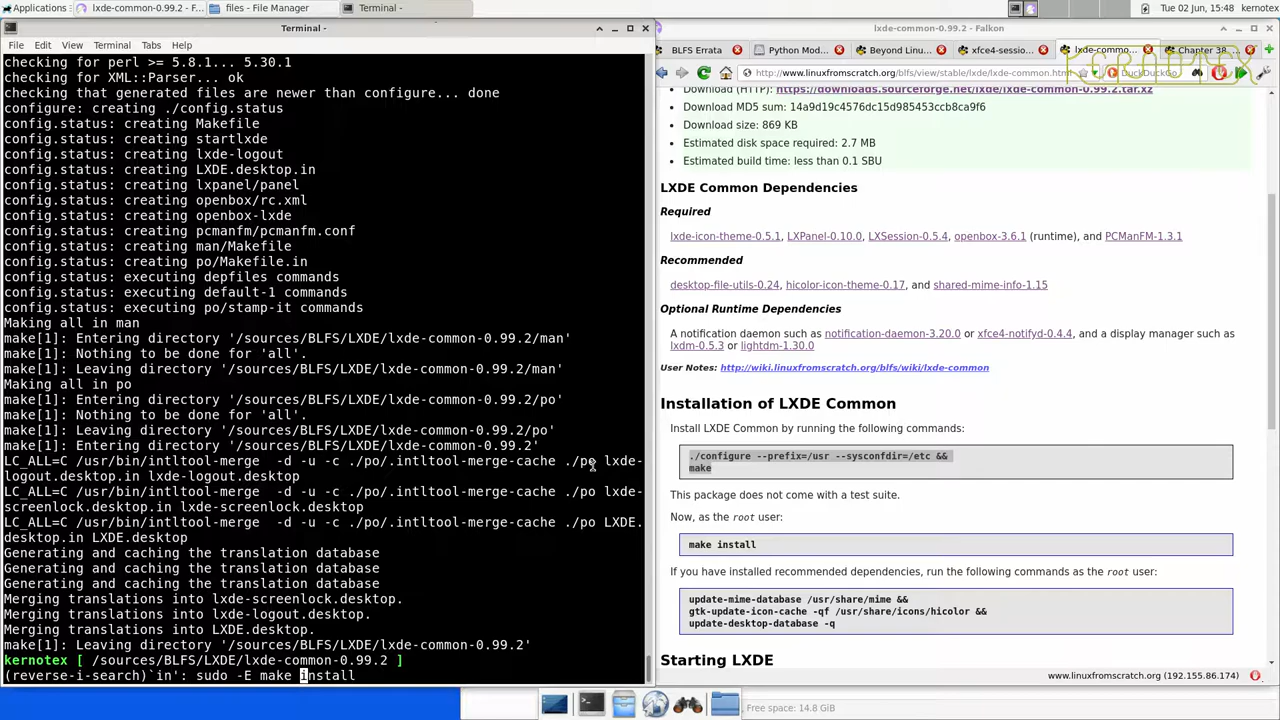 Applications
lxde-common-0.99.2 - F...
files - File Manager
Terminal -
Tue 02 Jun, 15:48
kernotex
Terminal -
File Edit View Terminal Tabs Help
checking for perl >= 5.8.1... 5.30.1
checking for XML::Parser... ok
checking that generated files are newer than configure... done
configure: creating ./config.status
config.status: creating Makefile
config.status: creating startlxde
config.status: creating lxde-logout
config.status: creating LXDE.desktop.in
config.status: creating lxpanel/panel
config.status: creating openbox/rc.xml
config.status: creating openbox-lxde
config.status: creating pcmanfm/pcmanfm.conf
config.status: creating man/Makefile
config.status: creating po/Makefile.in
config.status: executing depfiles commands
config.status: executing default-1 commands
config.status: executing po/stamp-it commands
Making all in man
make[1]: Entering directory '/sources/BLFS/LXDE/lxde-common-0.99.2/man'
make[1]: Nothing to be done for 'all'.
make[1]: Leaving directory '/sources/BLFS/LXDE/lxde-common-0.99.2/man'
Making all in po
make[1]: Entering directory '/sources/BLFS/LXDE/lxde-common-0.99.2/po'
make[1]: Nothing to be done for 'all'.
make[1]: Leaving directory '/sources/BLFS/LXDE/lxde-common-0.99.2/po'
make[1]: Entering directory '/sources/BLFS/LXDE/lxde-common-0.99.2'
LC_ALL=C /usr/bin/intltool-merge  -d -u -c ./po/.intltool-merge-cache ./po lxde-
logout.desktop.in lxde-logout.desktop
LC_ALL=C /usr/bin/intltool-merge  -d -u -c ./po/.intltool-merge-cache ./po lxde-
screenlock.desktop.in lxde-screenlock.desktop
LC_ALL=C /usr/bin/intltool-merge  -d -u -c ./po/.intltool-merge-cache ./po LXDE.
desktop.in LXDE.desktop
Generating and caching the translation database
Generating and caching the translation database
Generating and caching the translation database
Merging translations into lxde-screenlock.desktop.
Merging translations into lxde-logout.desktop.
Merging translations into LXDE.desktop.
make[1]: Leaving directory '/sources/BLFS/LXDE/lxde-common-0.99.2'
kernotex [ /sources/BLFS/LXDE/lxde-common-0.99.2 ]
(reverse-i-search)`in': sudo -E make install
lxde-common-0.99.2 - Falkon
BLFS Errata
Python Mod...
Beyond Linu...
xfce4-sessio...
lxde-commo...
Chapter 38.
KERNOTEX
http://www.linuxfromscratch.org/blfs/view/stable/lxde/lxde-common.html
DuckDuckGo
Download (HTTP): https://downloads.sourceforge.net/lxde/lxde-common-0.99.2.tar.xz
Download MD5 sum: 14a9d19c4576dc15d985453ccb8ca9f6
Download size: 869 KB
Estimated disk space required: 2.7 MB
Estimated build time: less than 0.1 SBU
LXDE Common Dependencies
Required
lxde-icon-theme-0.5.1, LXPanel-0.10.0, LXSession-0.5.4, openbox-3.6.1 (runtime), and PCManFM-1.3.1
Recommended
desktop-file-utils-0.24, hicolor-icon-theme-0.17, and shared-mime-info-1.15
Optional Runtime Dependencies
A notification daemon such as notification-daemon-3.20.0 or xfce4-notifyd-0.4.4, and a display manager such as
lxdm-0.5.3 or lightdm-1.30.0
User Notes: http://wiki.linuxfromscratch.org/blfs/wiki/lxde-common
Installation of LXDE Common
Install LXDE Common by running the following commands:
./configure --prefix=/usr --sysconfdir=/etc &&
make
This package does not come with a test suite.
Now, as the root user:
make install
If you have installed recommended dependencies, run the following commands as the root user:
update-mime-database /usr/share/mime &&
gtk-update-icon-cache -qf /usr/share/icons/hicolor &&
update-desktop-database -q
Starting LXDE
www.linuxfromscratch.org (192.155.86.174)
Free space: 14.8 GiB